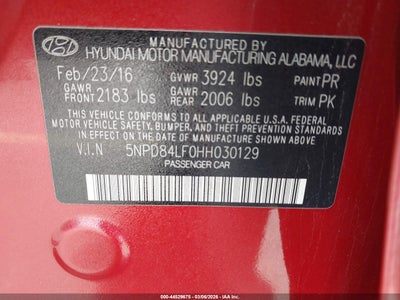 MANUFACTURED BY
HYUNDAI MOTOR MANUFACTURING ALABAMA, LLC
Feb/23/16 GVWR 3924 lbs PAINT PR
GAWR FRONT 2183 lbs GAWR REAR 2006 lbs TRIM PK
THIS VEHICLE CONFORMS TO ALL APPLICABLE U.S.A FEDERAL
MOTOR VEHICLE SAFETY, BUMPER, AND THEFT PREVENTION
STANDARDS IN EFFECT ON THE DATE OF MANUFACTURE SHOWN ABOVE.
V.I.N 5NPD84LF0HH030129
PASSENGER CAR
000-44529675 - 03/06/2026 - IAA, Inc.